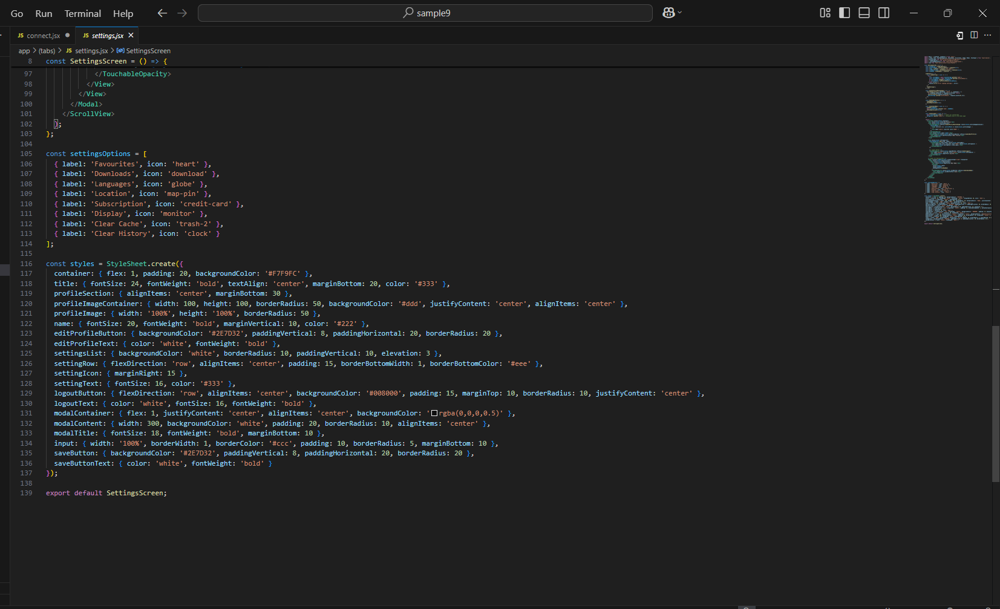 Go Run Terminal Help sample9
JS connect.jsx JS settings.jsx
app > (tabs) > JS settings.jsx > SettingsScreen
8 const SettingsScreen = () => {
97 </TouchableOpacity>
98 </View>
99 </View>
100 </Modal>
101 </ScrollView>
102 );
103 };
104
105 const settingsOptions = [
106 { label: 'Favourites', icon: 'heart' },
107 { label: 'Downloads', icon: 'download' },
108 { label: 'Languages', icon: 'globe' },
109 { label: 'Location', icon: 'map-pin' },
110 { label: 'Subscription', icon: 'credit-card' },
111 { label: 'Display', icon: 'monitor' },
112 { label: 'Clear Cache', icon: 'trash-2' },
113 { label: 'Clear History', icon: 'clock' }
114 ];
115
116 const styles = StyleSheet.create({
117 container: { flex: 1, padding: 20, backgroundColor: '#F7F9FC' },
118 title: { fontSize: 24, fontWeight: 'bold', textAlign: 'center', marginBottom: 20, color: '#333' },
119 profileSection: { alignItems: 'center', marginBottom: 30 },
120 profileImageContainer: { width: 100, height: 100, borderRadius: 50, backgroundColor: '#ddd', justifyContent: 'center', alignItems: 'center' },
121 profileImage: { width: '100%', height: '100%', borderRadius: 50 },
122 name: { fontSize: 20, fontWeight: 'bold', marginVertical: 10, color: '#222' },
123 editProfileButton: { backgroundColor: '#2E7D32', paddingVertical: 8, paddingHorizontal: 20, borderRadius: 20 },
124 editProfileText: { color: 'white', fontWeight: 'bold' },
125 settingsList: { backgroundColor: 'white', borderRadius: 10, paddingVertical: 10, elevation: 3 },
126 settingRow: { flexDirection: 'row', alignItems: 'center', padding: 15, borderBottomWidth: 1, borderBottomColor: '#eee' },
127 settingIcon: { marginRight: 15 },
128 settingText: { fontSize: 16, color: '#333' },
129 logoutButton: { flexDirection: 'row', alignItems: 'center', backgroundColor: '#008000', padding: 15, marginTop: 10, borderRadius: 10, justifyContent: 'center' },
130 logoutText: { color: 'white', fontSize: 16, fontWeight: 'bold' },
131 modalContainer: { flex: 1, justifyContent: 'center', alignItems: 'center', backgroundColor: 'rgba(0,0,0,0.5)' },
132 modalContent: { width: 300, backgroundColor: 'white', padding: 20, borderRadius: 10, alignItems: 'center' },
133 modalTitle: { fontSize: 18, fontWeight: 'bold', marginBottom: 10 },
134 input: { width: '100%', borderWidth: 1, borderColor: '#ccc', padding: 10, borderRadius: 5, marginBottom: 10 },
135 saveButton: { backgroundColor: '#2E7D32', paddingVertical: 8, paddingHorizontal: 20, borderRadius: 20 },
136 saveButtonText: { color: 'white', fontWeight: 'bold' }
137 });
138
139 export default SettingsScreen;